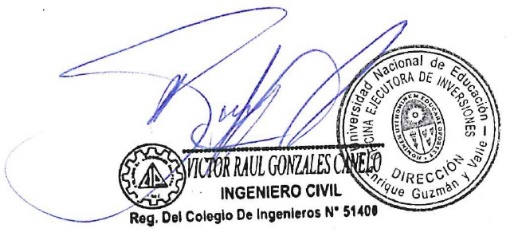 VICTOR RAUL GONZALES CANELO
INGENIERO CIVIL
Reg. Del Colegio De Ingenieros N° 51400
Universidad Nacional de Educación
OFICINA EJECUTORA DE INVERSIONES
DIRECCIÓN
Enrique Guzmán y Valle